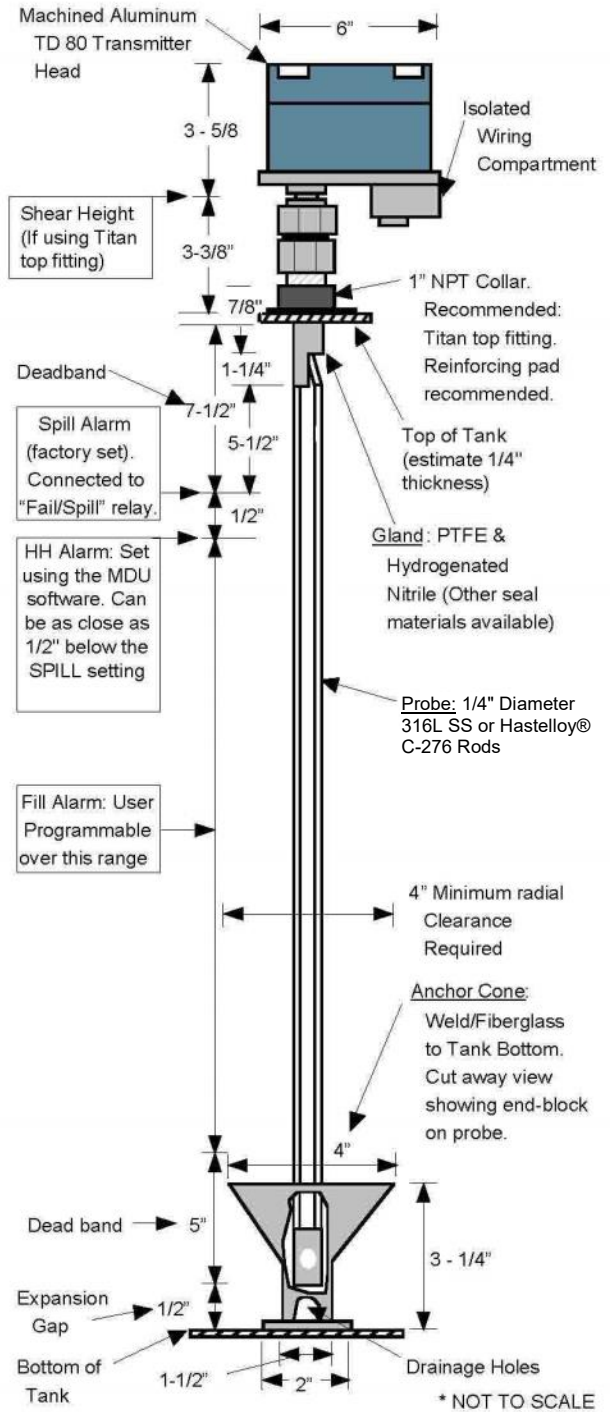 Machined Aluminum
TD 80 Transmitter
Head
6"
3 - 5/8
Isolated
Wiring
Compartment
Shear Height
(If using Titan
top fitting)
3-3/8"
7/8"
1" NPT Collar.
Recommended:
Titan top fitting.
Reinforcing pad
recommended.
1-1/4"
Deadband
7-1/2"
5-1/2"
Spill Alarm
(factory set).
Connected to
"Fail/Spill" relay.
Top of Tank
(estimate 1/4"
thickness)
1/2"
HH Alarm: Set
using the MDU
software. Can
be as close as
1/2" below the
SPILL setting
Gland: PTFE &
Hydrogenated
Nitrile (Other seal
materials available)
Probe: 1/4" Diameter
316L SS or Hastelloy®
C-276 Rods
Fill Alarm: User
Programmable
over this range
4" Minimum radial
Clearance
Required
Anchor Cone:
Weld/Fiberglass
to Tank Bottom.
Cut away view
showing end-block
on probe.
4"
Dead band
5"
3 - 1/4"
Expansion
Gap
1/2"
Bottom of
Tank
1-1/2"
2"
Drainage Holes
* NOT TO SCALE